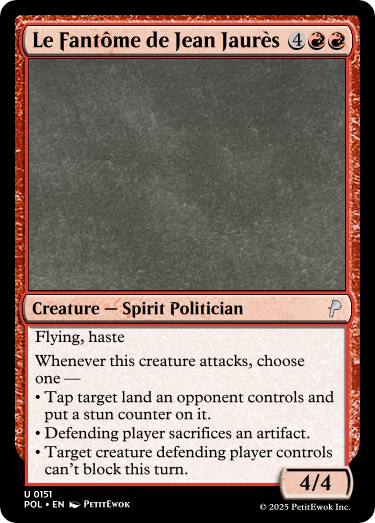 Le Fantôme de Jean Jaurès 4
Creature — Spirit Politician
Flying, haste
Whenever this creature attacks, choose
one —
• Tap target land an opponent controls and
put a stun counter on it.
• Defending player sacrifices an artifact.
• Target creature defending player controls
can't block this turn.
4/4
U 0151
POL • EN PetitEwok
© 2025 PetitEwok Inc.